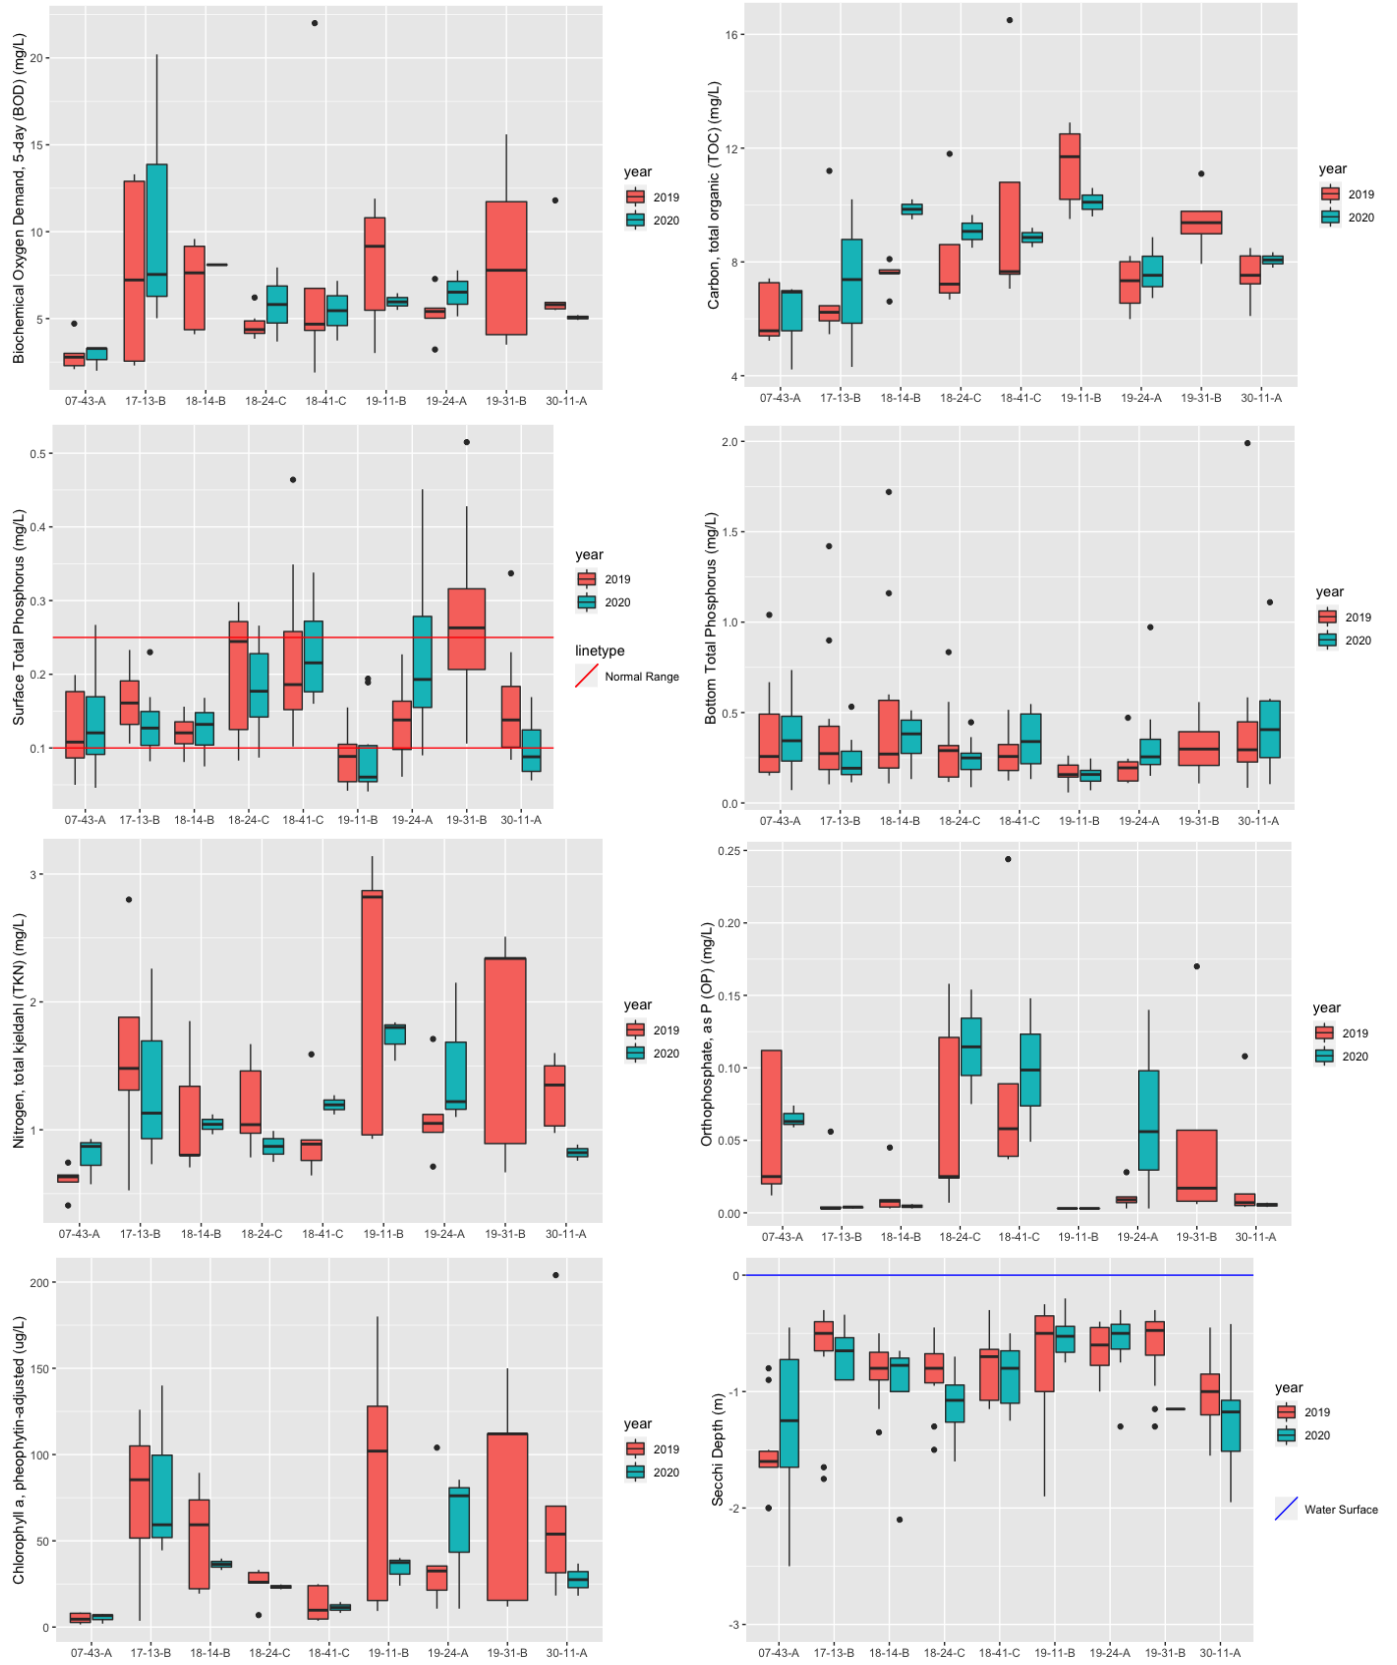 Biochemical Oxygen Demand, 5-day (BOD) (mg/L)
20
15
10
5
07-43-A 17-13-B 18-14-B 18-24-C 18-41-C 19-11-B 19-24-A 19-31-B 30-11-A
year
2019
2020
Carbon, total organic (TOC) (mg/L)
16
12
8
4
07-43-A 17-13-B 18-14-B 18-24-C 18-41-C 19-11-B 19-24-A 19-31-B 30-11-A
year
2019
2020
Surface Total Phosphorus (mg/L)
0.5
0.4
0.3
0.2
0.1
07-43-A 17-13-B 18-14-B 18-24-C 18-41-C 19-11-B 19-24-A 19-31-B 30-11-A
year
2019
2020
linetype
Normal Range
Bottom Total Phosphorus (mg/L)
2.0
1.5
1.0
0.5
0.0
07-43-A 17-13-B 18-14-B 18-24-C 18-41-C 19-11-B 19-24-A 19-31-B 30-11-A
year
2019
2020
Nitrogen, total kjeldahl (TKN) (mg/L)
3
2
1
07-43-A 17-13-B 18-14-B 18-24-C 18-41-C 19-11-B 19-24-A 19-31-B 30-11-A
year
2019
2020
Orthophosphate, as P (OP) (mg/L)
0.25
0.20
0.15
0.10
0.05
0.00
07-43-A 17-13-B 18-14-B 18-24-C 18-41-C 19-11-B 19-24-A 19-31-B 30-11-A
year
2019
2020
Chlorophyll a, pheophytin-adjusted (ug/L)
200
150
100
50
0
07-43-A 17-13-B 18-14-B 18-24-C 18-41-C 19-11-B 19-24-A 19-31-B 30-11-A
year
2019
2020
Secchi Depth (m)
0
-1
-2
-3
07-43-A 17-13-B 18-14-B 18-24-C 18-41-C 19-11-B 19-24-A 19-31-B 30-11-A
year
2019
2020
Water Surface